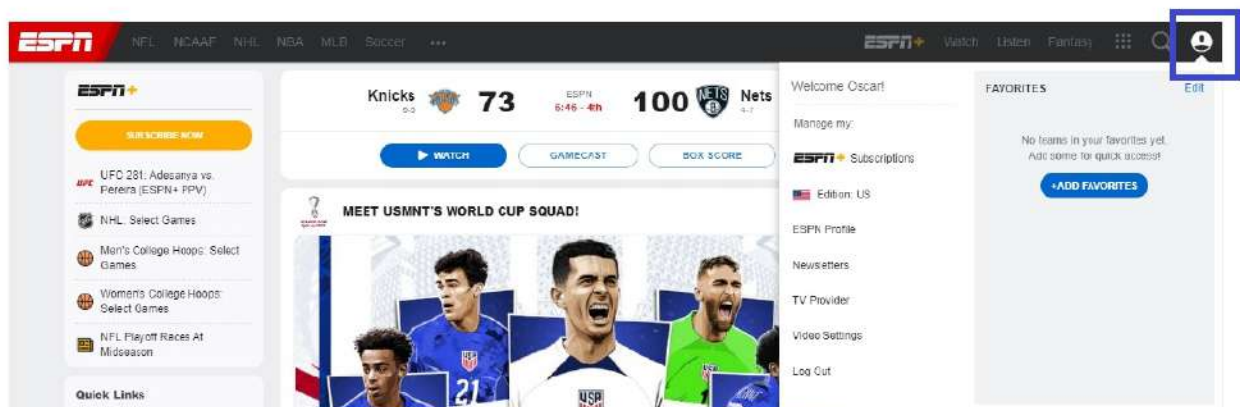 ESPN NFL NCAAF NHL NBA MLB Soccer ••• ESPN+ Watch Listen Fantasy
ESPN+
SUBSCRIBE NOW
UFC UFC 281: Adesanya vs.
Pereira (ESPN+ PPV)
NHL: Select Games
Men's College Hoops: Select
Games
Women's College Hoops:
Select Games
NFL Playoff Races At
Midseason
Quick Links
Knicks 73 ESPN 100 NETS Nets
6:46 - 4th
WATCH GAMECAST BOX SCORE
MEET USMNT'S WORLD CUP SQUAD!
21
USA
Welcome Oscar!
Manage my:
ESPN+ Subscriptions
Edition: US
ESPN Profile
Newsletters
TV Provider
Video Settings
Log Out
FAVORITES Edit
No teams in your favorites yet.
Add some for quick access!
+ADD FAVORITES